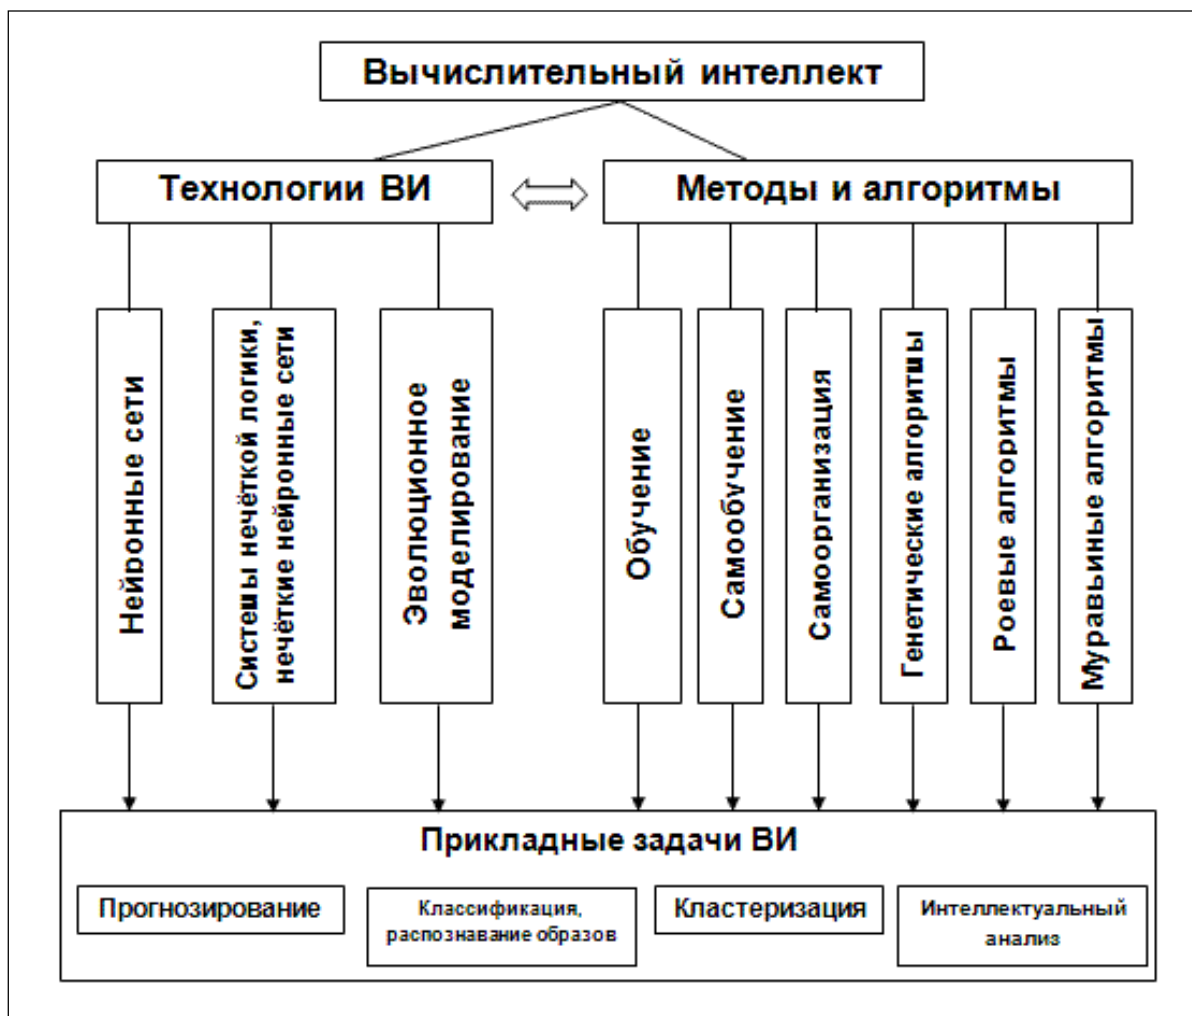 Вычислительный интеллект
Технологии ВИ
Методы и алгоритмы
Нейронные сети
Системы нечёткой логики,
нечёткие нейронные сети
Эволюционное
моделирование
Обучение
Самообучение
Самоорганизация
Генетические алгоритмы
Роевые алгоритмы
Муравьиные алгоритмы
Прикладные задачи ВИ
Прогнозирование
Классификация,
распознавание образов
Кластеризация
Интеллектуальный
анализ